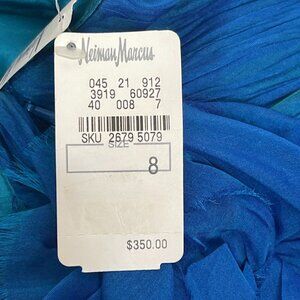 Neiman Marcus
045 21 912
3919 60927
40 008 7
SKU 2679 5079
SIZE
8
$350.00